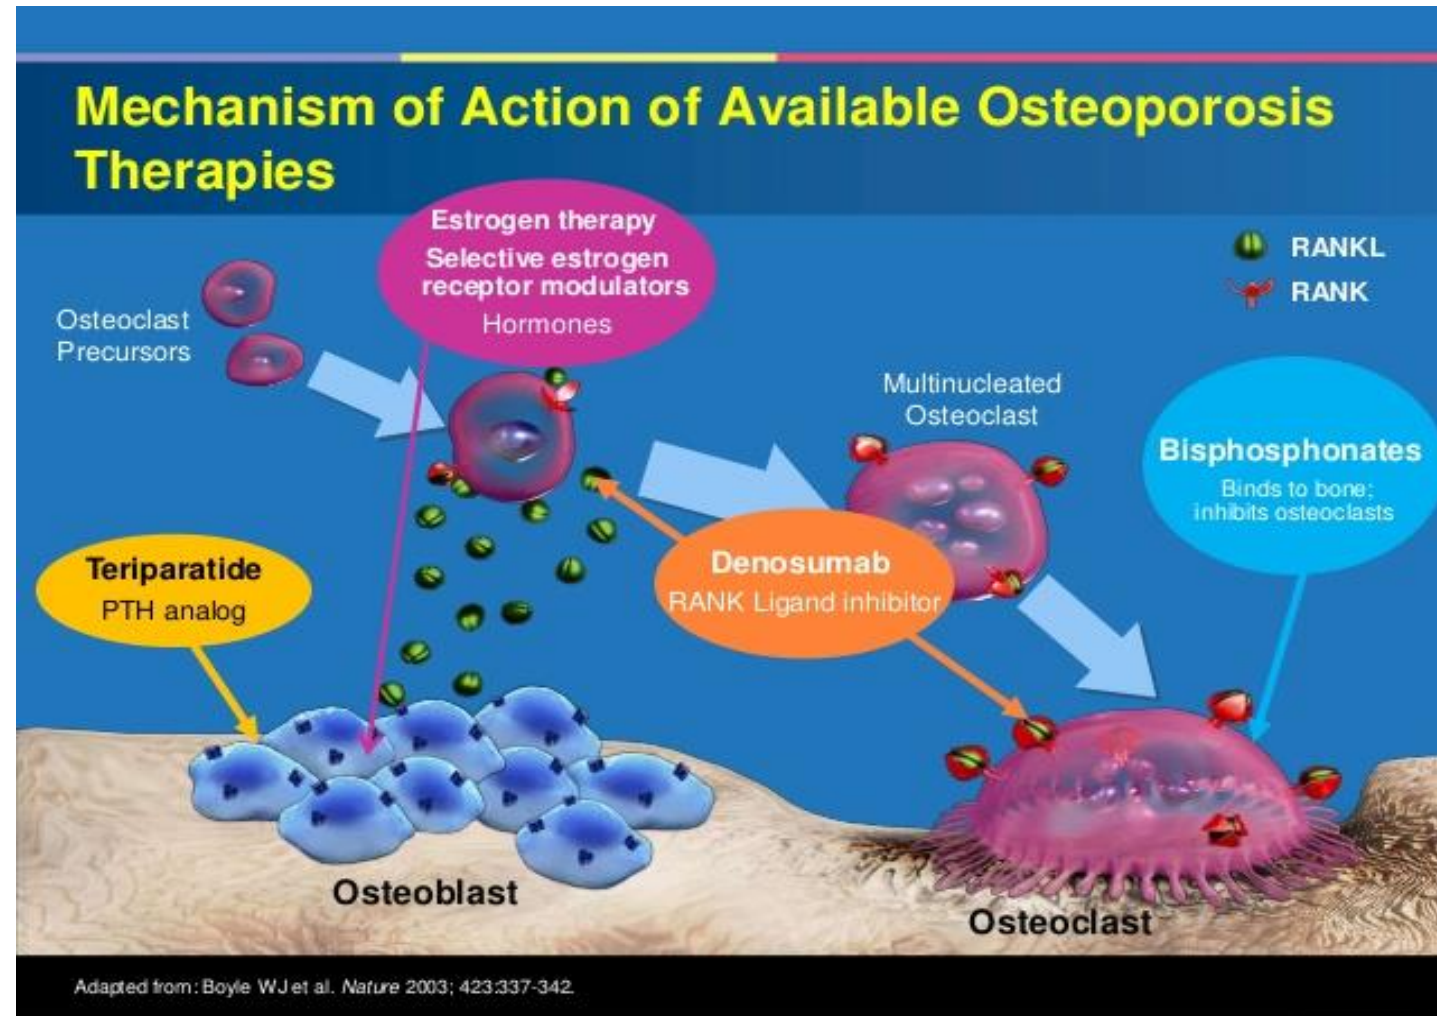 Mechanism of Action of Available Osteoporosis
Therapies
Estrogen therapy
Selective estrogen
receptor modulators
Hormones
RANKL
RANK
Osteoclast
Precursors
Multinucleated
Osteoclast
Bisphosphonates
Binds to bone;
inhibits osteoclasts
Teriparatide
PTH analog
Denosumab
RANK Ligand inhibitor
Osteoblast
Osteoclast
Adapted from: Boyle WJ et al. Nature 2003; 423:337-342.